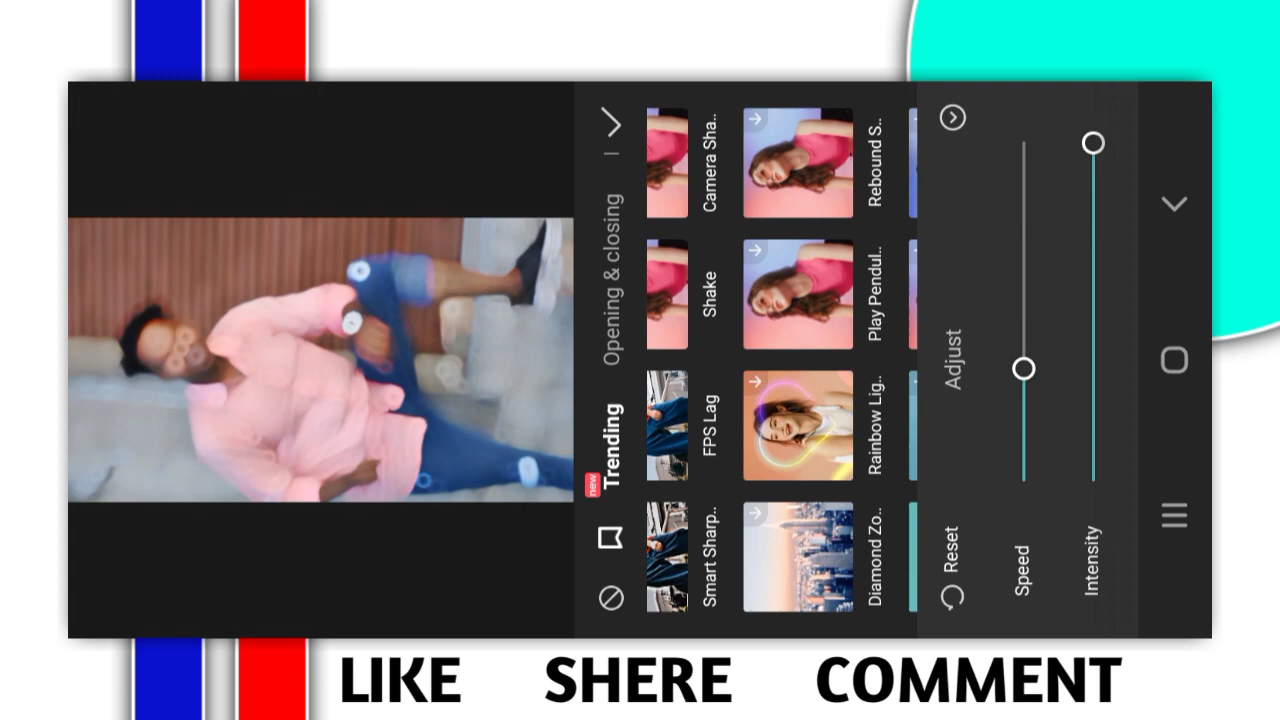 new
Trending
Opening & closing
Smart Sharp..
FPS Lag
Shake
Camera Sha..
Diamond Zo..
Rainbow Lig..
Play Pendul..
Rebound S..
Reset
Adjust
Speed
Intensity
LIKE SHERE COMMENT